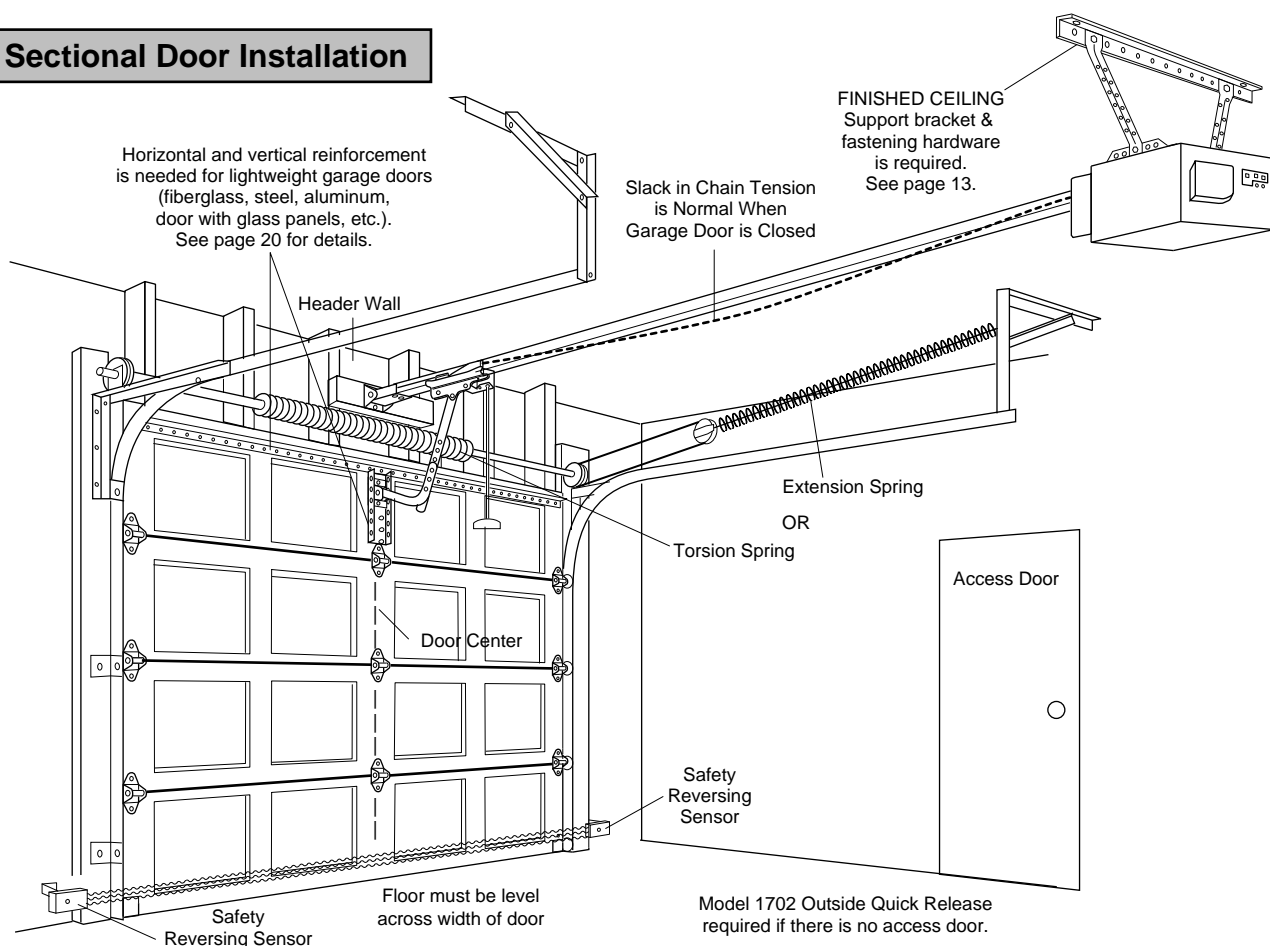 Sectional Door Installation
FINISHED CEILING
Support bracket &
fastening hardware
is required.
See page 13.
Horizontal and vertical reinforcement
is needed for lightweight garage doors
(fiberglass, steel, aluminum,
door with glass panels, etc.).
See page 20 for details.
Slack in Chain Tension
is Normal When
Garage Door is Closed
Header Wall
Extension Spring
OR
Torsion Spring
Access Door
Door Center
Safety
Reversing
Sensor
Floor must be level
across width of door
Safety
Reversing Sensor
Model 1702 Outside Quick Release
required if there is no access door.